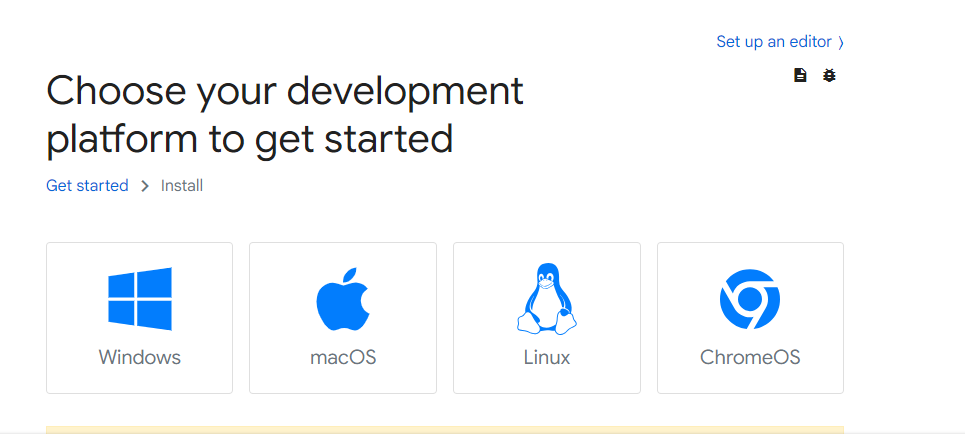 Set up an editor
Choose your development
platform to get started
Get started > Install
Windows
macOS
Linux
ChromeOS